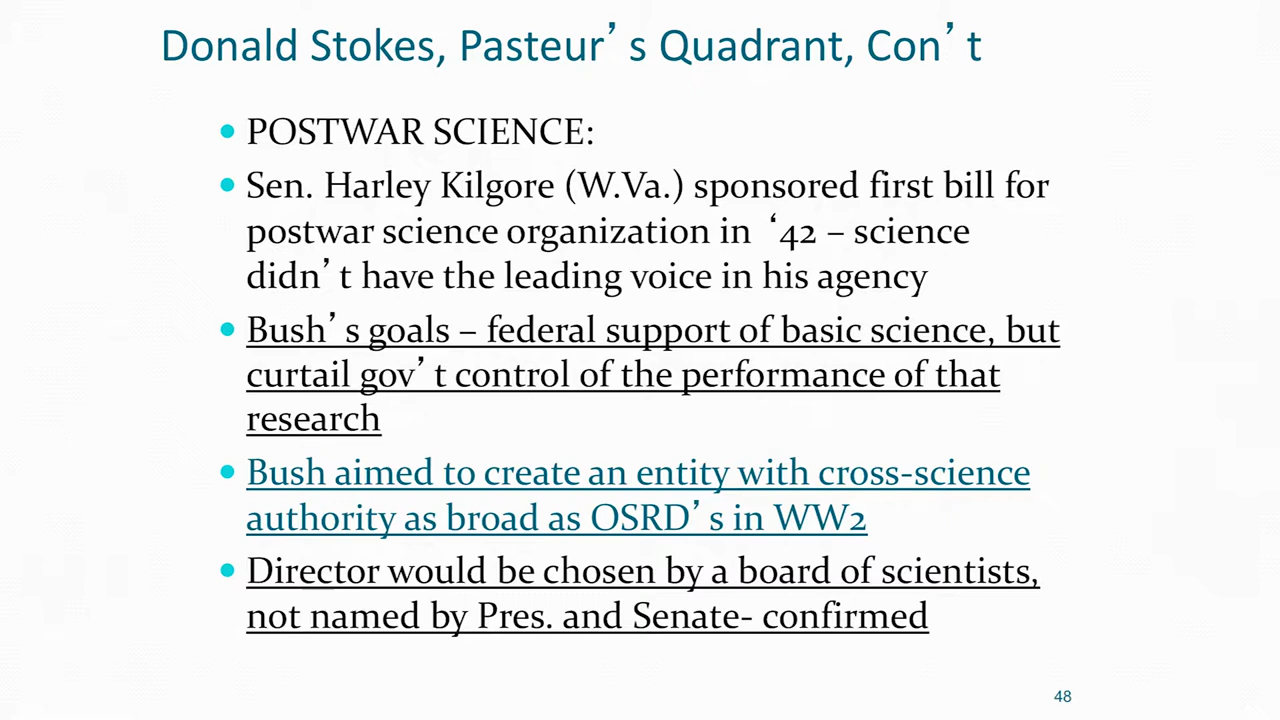 Donald Stokes, Pasteur’s Quadrant, Con’t
• POSTWAR SCIENCE:
• Sen. Harley Kilgore (W.Va.) sponsored first bill for
postwar science organization in ‘42 – science
didn’t have the leading voice in his agency
• Bush’s goals – federal support of basic science, but
curtail gov’t control of the performance of that
research
• Bush aimed to create an entity with cross-science
authority as broad as OSRD’s in WW2
• Director would be chosen by a board of scientists,
not named by Pres. and Senate- confirmed
48